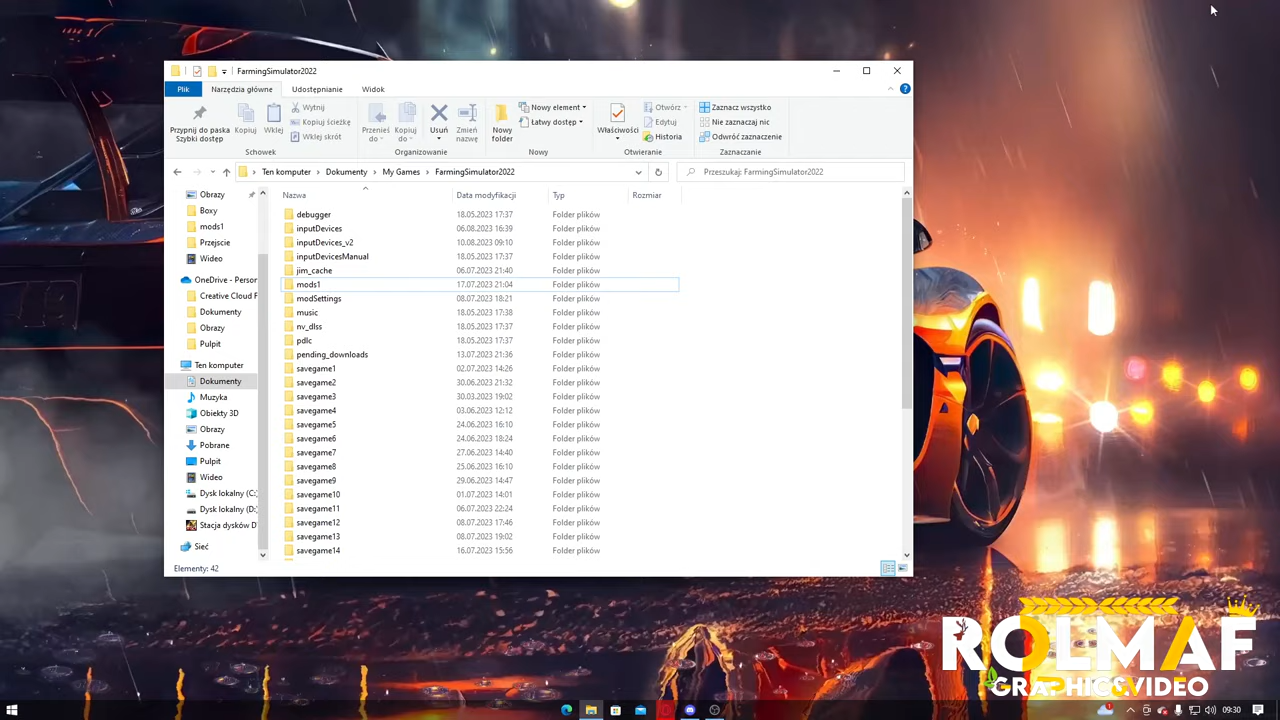 FarmingSimulator2022
Plik Narzędzia główne Udostępnianie Widok
Przypnij do paska Szybki dostęp
Kopiuj
Wklej
Wytnij
Kopiuj ścieżkę
Wklej skrót
Schowek
Przenieś do
Kopiuj do
Usuń
Zmień nazwę
Organizowanie
Nowy folder
Nowy element
Łatwy dostęp
Nowy
Właściwości
Otwórz
Edytuj
Historia
Otwieranie
Zaznacz wszystko
Nie zaznaczaj nic
Odwróć zaznaczenie
Zaznaczanie
Ten komputer > Dokumenty > My Games > FarmingSimulator2022
Przeszukaj: FarmingSimulator2022
Obrazy
Boxy
mods1
Przejscie
Wideo
OneDrive - Person
Creative Cloud F
Dokumenty
Obrazy
Pulpit
Ten komputer
Dokumenty
Muzyka
Obiekty 3D
Obrazy
Pobrane
Pulpit
Wideo
Dysk lokalny (C:)
Dysk lokalny (D:)
Stacja dysków D
Sieć
Nazwa Data modyfikacji Typ Rozmiar
debugger 18.05.2023 17:37 Folder plików
inputDevices 06.08.2023 16:39 Folder plików
inputDevices_v2 10.08.2023 09:10 Folder plików
inputDevicesManual 18.05.2023 17:37 Folder plików
jim_cache 06.07.2023 21:40 Folder plików
mods1 17.07.2023 21:04 Folder plików
modSettings 08.07.2023 18:21 Folder plików
music 18.05.2023 17:38 Folder plików
nv_dlss 18.05.2023 17:37 Folder plików
pdlc 18.05.2023 17:37 Folder plików
pending_downloads 13.07.2023 21:36 Folder plików
savegame1 02.07.2023 14:26 Folder plików
savegame2 30.06.2023 21:32 Folder plików
savegame3 30.03.2023 19:02 Folder plików
savegame4 03.06.2023 12:12 Folder plików
savegame5 24.06.2023 16:10 Folder plików
savegame6 24.06.2023 18:24 Folder plików
savegame7 27.06.2023 14:40 Folder plików
savegame8 25.06.2023 16:10 Folder plików
savegame9 29.06.2023 14:47 Folder plików
savegame10 01.07.2023 14:01 Folder plików
savegame11 06.07.2023 22:24 Folder plików
savegame12 08.07.2023 17:46 Folder plików
savegame13 08.07.2023 19:02 Folder plików
savegame14 16.07.2023 15:56 Folder plików
Elementy: 42
ROLMAF
GRAPHICS.VIDEO
09:30